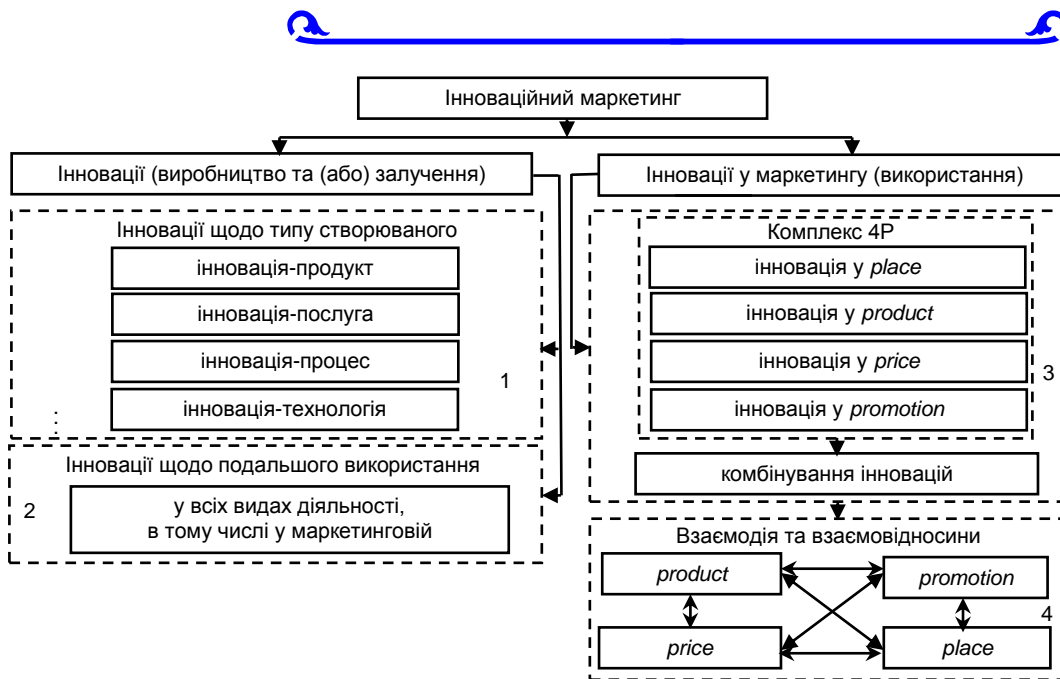 Інноваційний маркетинг
Інновації (виробництво та (або) залучення)
Інновації щодо типу створюваного
інновація-продукт
інновація-послуга
інновація-процес
1
інновація-технологія
...
Інновації щодо подальшого використання
2
у всіх видах діяльності,
в тому числі у маркетинговій
Інновації у маркетингу (використання)
Комплекс 4Р
інновація у place
інновація у product
інновація у price
3
інновація у promotion
комбінування інновацій
Взаємодія та взаємовідносини
product
promotion
4
price
place